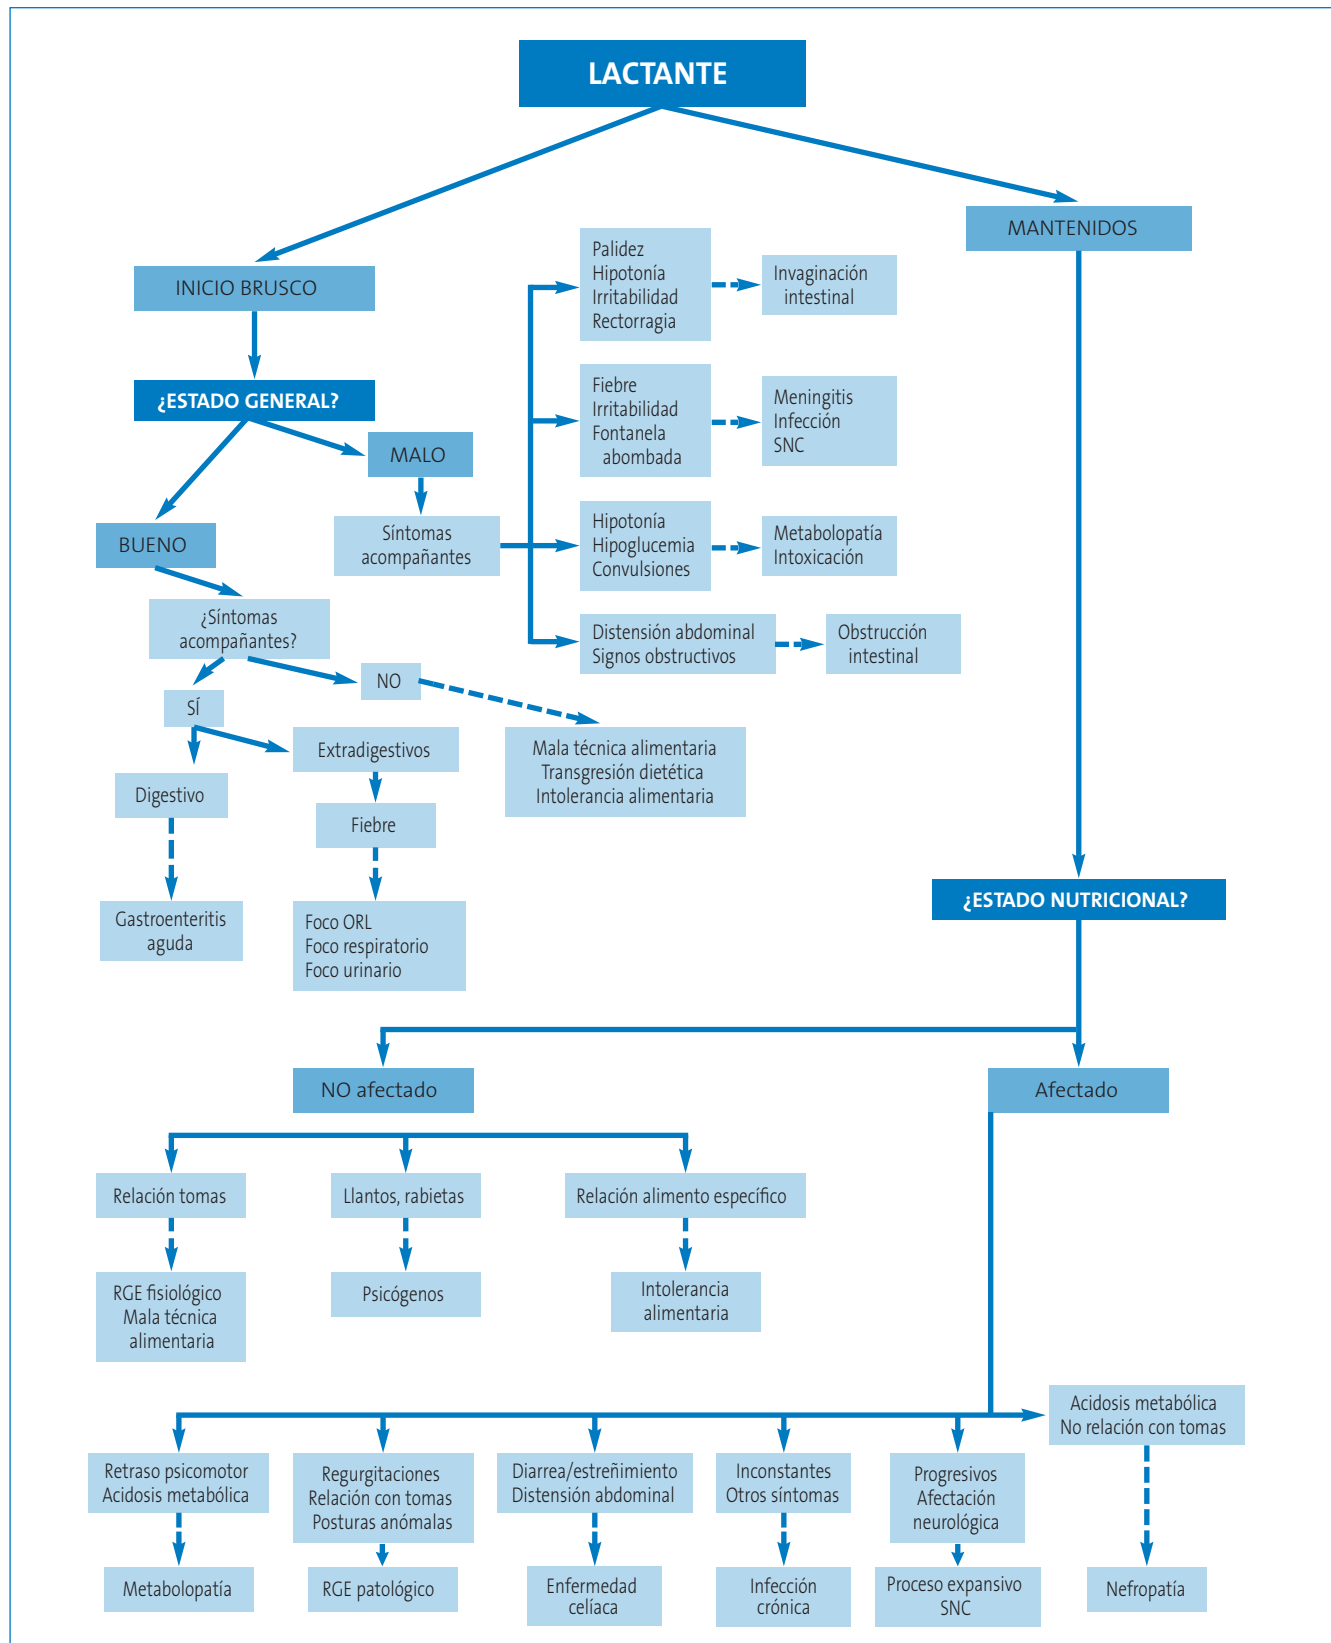 LACTANTE
MANTENIDOS
INICIO BRUSCO
¿ESTADO GENERAL?
MALO
BUENO
Síntomas
acompañantes
Palidez
Hipotonía
Irritabilidad
Rectorragia
Invaginación
intestinal
Fiebre
Irritabilidad
Fontanela
abombada
Meningitis
Infección
SNC
Hipotonía
Hipoglucemia
Convulsiones
Metabolopatía
Intoxicación
Distensión abdominal
Signos obstructivos
Obstrucción
intestinal
¿Síntomas
acompañantes?
NO
SÍ
Mala técnica alimentaria
Transgresión dietética
Intolerancia alimentaria
Extradigestivos
Digestivo
Fiebre
Gastroenteritis
aguda
Foco ORL
Foco respiratorio
Foco urinario
¿ESTADO NUTRICIONAL?
NO afectado
Afectado
Relación tomas
Llantos, rabietas
Relación alimento específico
RGE fisiológico
Mala técnica
alimentaria
Psicógenos
Intolerancia
alimentaria
Acidosis metabólica
No relación con tomas
Retraso psicomotor
Acidosis metabólica
Regurgitaciones
Relación con tomas
Posturas anómalas
Diarrea/estreñimiento
Distensión abdominal
Inconstantes
Otros síntomas
Progresivos
Afectación
neurológica
Metabolopatía
RGE patológico
Enfermedad
celíaca
Infección
crónica
Proceso expansivo
SNC
Nefropatía